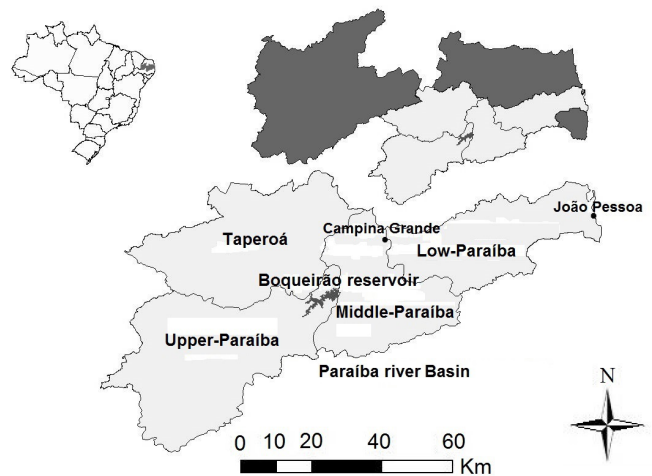 João Pessoa
Campina Grande
Taperoá
Low-Paraíba
Boqueirão reservoir
Middle-Paraíba
Upper-Paraíba
Paraíba river Basin
N
0 10 20 40 60
Km